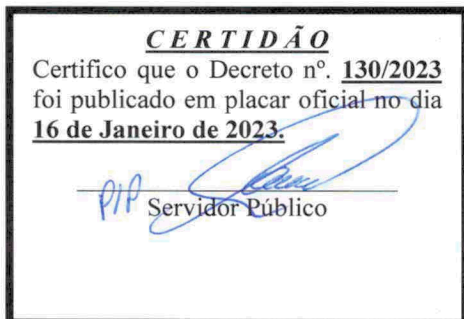 CERTIDÃO
Certifico que o Decreto nº. 130/2023
foi publicado em placar oficial no dia
16 de Janeiro de 2023.
P/P
Servidor Público